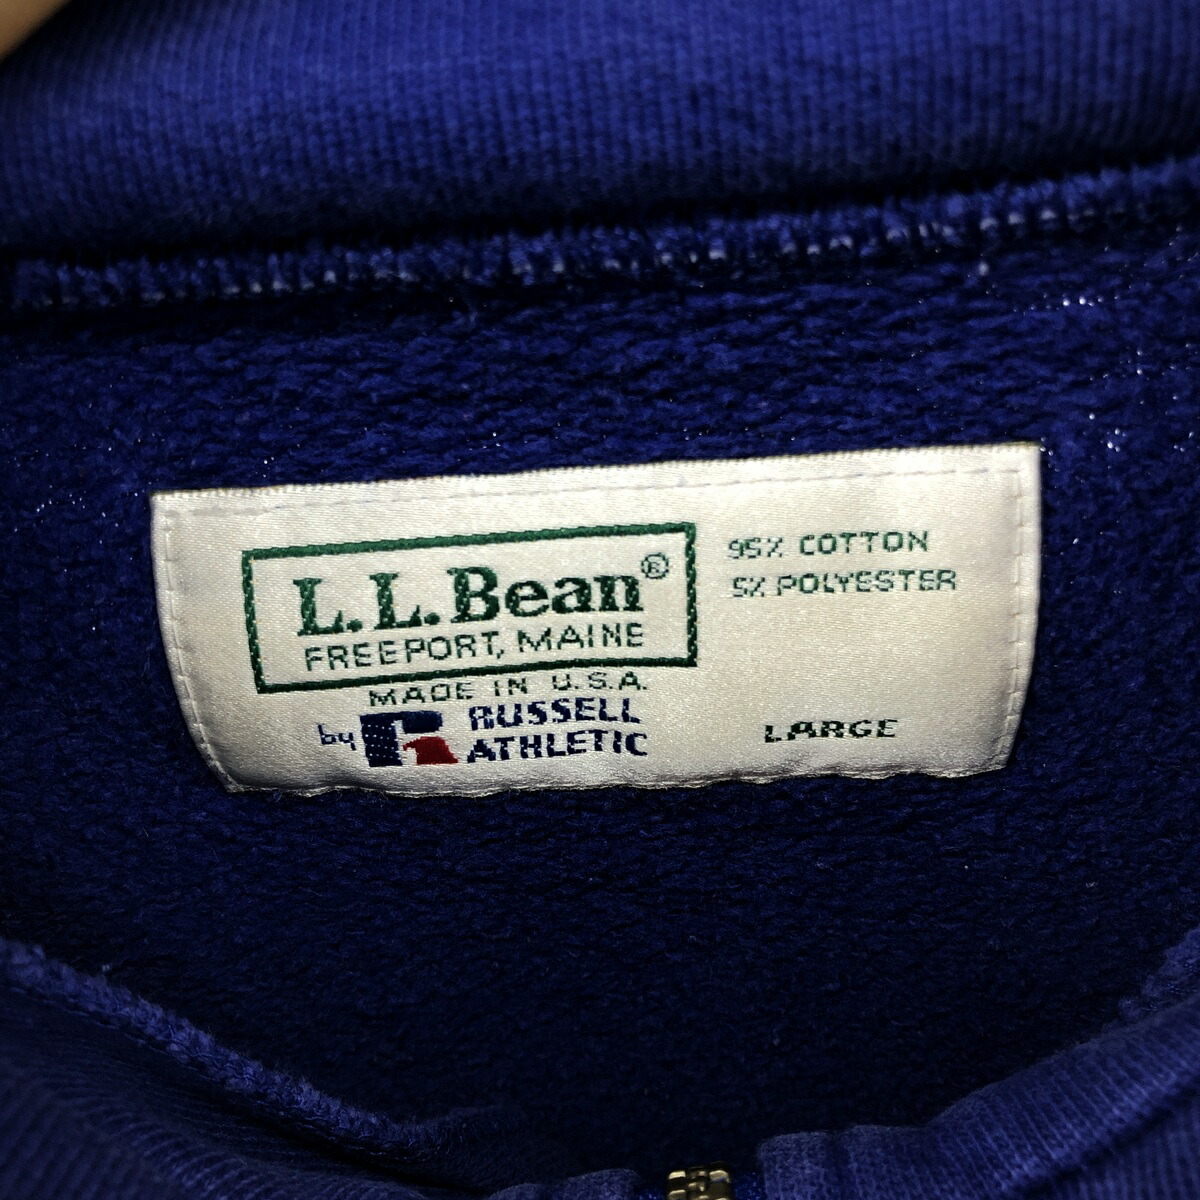 L.L.Bean®
FREEPORT, MAINE
MADE IN U.S.A.
by RUSSELL
ATHLETIC
95% COTTON
5% POLYESTER
LARGE